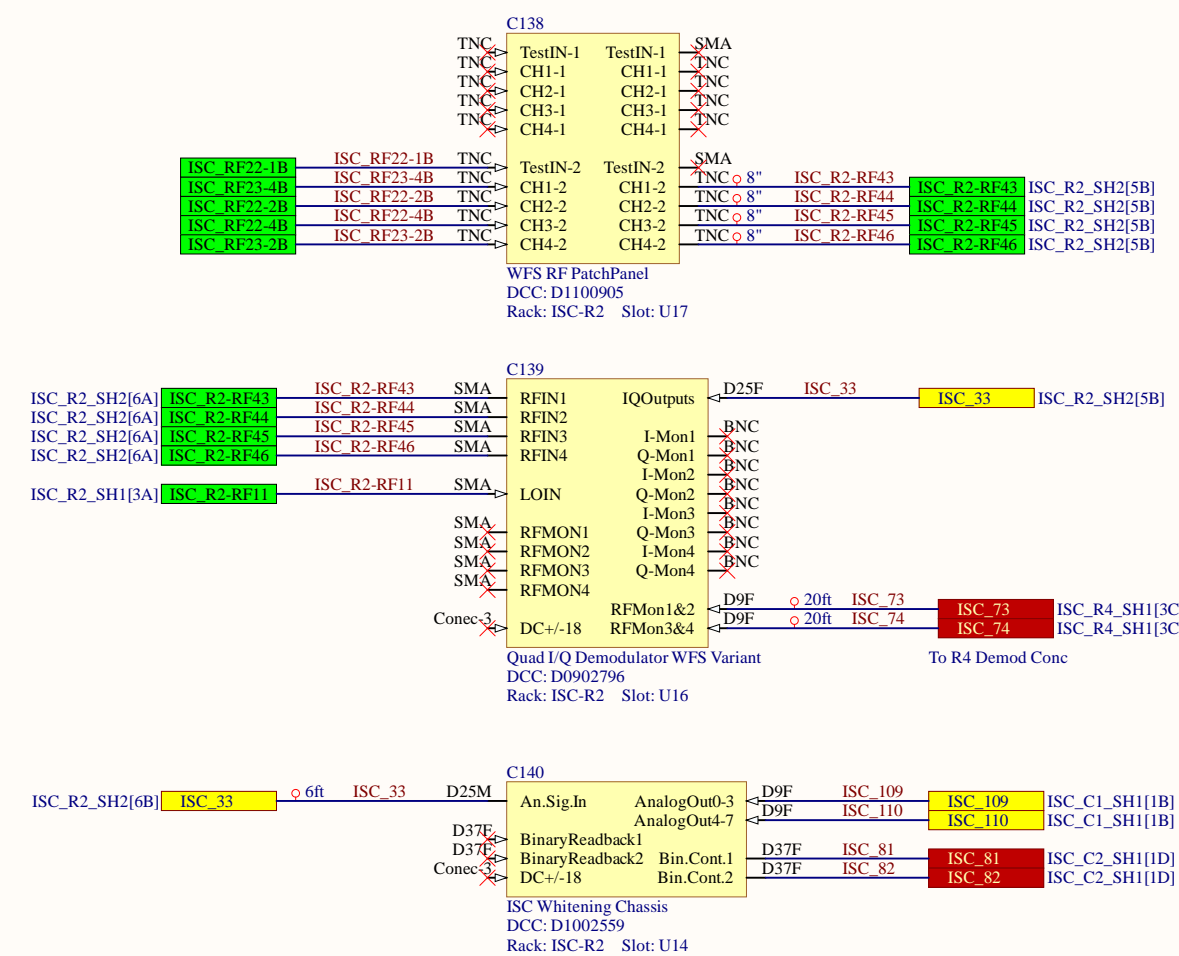 C138
TNC TestIN-1 TestIN-1 SMA
TNC CH1-1 CH1-1 TNC
TNC CH2-1 CH2-1 TNC
TNC CH3-1 CH3-1 TNC
TNC CH4-1 CH4-1 TNC
ISC_RF22-1B ISC_RF22-1B TNC TestIN-2 TestIN-2 SMA
ISC_RF23-4B ISC_RF23-4B TNC CH1-2 CH1-2 TNC 8" ISC_R2-RF43 ISC_R2-RF43 ISC_R2_SH2[5B]
ISC_RF22-2B ISC_RF22-2B TNC CH2-2 CH2-2 TNC 8" ISC_R2-RF44 ISC_R2-RF44 ISC_R2_SH2[5B]
ISC_RF22-4B ISC_RF22-4B TNC CH3-2 CH3-2 TNC 8" ISC_R2-RF45 ISC_R2-RF45 ISC_R2_SH2[5B]
ISC_RF23-2B ISC_RF23-2B TNC CH4-2 CH4-2 TNC 8" ISC_R2-RF46 ISC_R2-RF46 ISC_R2_SH2[5B]
WFS RF PatchPanel
DCC: D1100905
Rack: ISC-R2 Slot: U17
C139
ISC_R2_SH2[6A] ISC_R2-RF43 ISC_R2-RF43 SMA RFIN1 IQOutputs D25F ISC_33 ISC_33 ISC_R2_SH2[5B]
ISC_R2_SH2[6A] ISC_R2-RF44 ISC_R2-RF44 SMA RFIN2
ISC_R2_SH2[6A] ISC_R2-RF45 ISC_R2-RF45 SMA RFIN3 I-Mon1 BNC
ISC_R2_SH2[6A] ISC_R2-RF46 ISC_R2-RF46 SMA RFIN4 Q-Mon1 BNC
I-Mon2 BNC
ISC_R2_SH1[3A] ISC_R2-RF11 ISC_R2-RF11 SMA LOIN Q-Mon2 BNC
I-Mon3 BNC
SMA RFMON1 Q-Mon3 BNC
SMA RFMON2 I-Mon4 BNC
SMA RFMON3 Q-Mon4 BNC
SMA RFMON4
RFMon1&2 D9F 20ft ISC_73 ISC_73 ISC_R4_SH1[3C
Conec-3 DC+/-18 RFMon3&4 D9F 20ft ISC_74 ISC_74 ISC_R4_SH1[3C
Quad I/Q Demodulator WFS Variant To R4 Demod Conc
DCC: D0902796
Rack: ISC-R2 Slot: U16
C140
ISC_R2_SH2[6B] ISC_33 6ft ISC_33 D25M An.Sig.In AnalogOut0-3 D9F ISC_109 ISC_109 ISC_C1_SH1[1B]
AnalogOut4-7 D9F ISC_110 ISC_110 ISC_C1_SH1[1B]
D37F BinaryReadback1
D37F BinaryReadback2 Bin.Cont.1 D37F ISC_81 ISC_81 ISC_C2_SH1[1D]
Conec-3 DC+/-18 Bin.Cont.2 D37F ISC_82 ISC_82 ISC_C2_SH1[1D]
ISC Whitening Chassis
DCC: D1002559
Rack: ISC-R2 Slot: U14